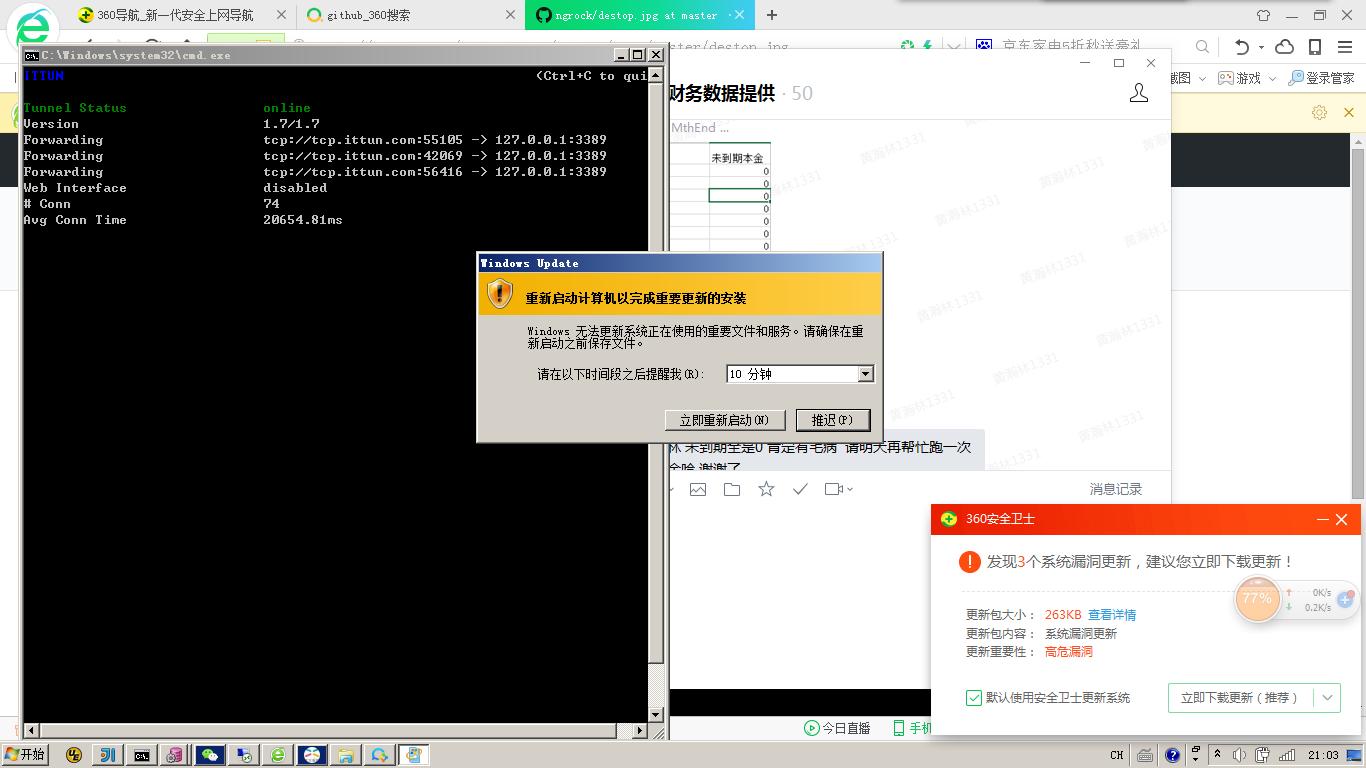 360导航_新一代安全上网导航
github_360搜索
ngrock/destop.jpg at master
ster/destop.jpg
京东家电5折秒送豪礼
截图
游戏
登录管家
C:\Windows\system32\cmd.exe
ITTUN (Ctrl+C to qui
Tunnel Status online
Version 1.7/1.7
Forwarding tcp://tcp.ittun.com:55105 -> 127.0.0.1:3389
Forwarding tcp://tcp.ittun.com:42069 -> 127.0.0.1:3389
Forwarding tcp://tcp.ittun.com:56416 -> 127.0.0.1:3389
Web Interface disabled
# Conn 74
Avg Conn Time 20654.81ms
财务数据提供 · 50
MthEnd ...
未到期本金
0
0
0
0
0
0
0
黄瀚林1331
Windows Update
重新启动计算机以完成重要更新的安装
Windows 无法更新系统正在使用的重要文件和服务。请确保在重
新启动之前保存文件。
请在以下时间段之后提醒我(R):
10 分钟
立即重新启动(N)
推迟(P)
林 未到期全是0 肯定有毛病 请明天再帮忙跑一次
谢谢了
消息记录
360安全卫士
发现3个系统漏洞更新，建议您立即下载更新！
更新包大小： 263KB 查看详情
更新包内容： 系统漏洞更新
更新重要性： 高危漏洞
77%
0K/s
0.2K/s
默认使用安全卫士更新系统
立即下载更新（推荐）
今日直播
手机
开始
CH
21:03